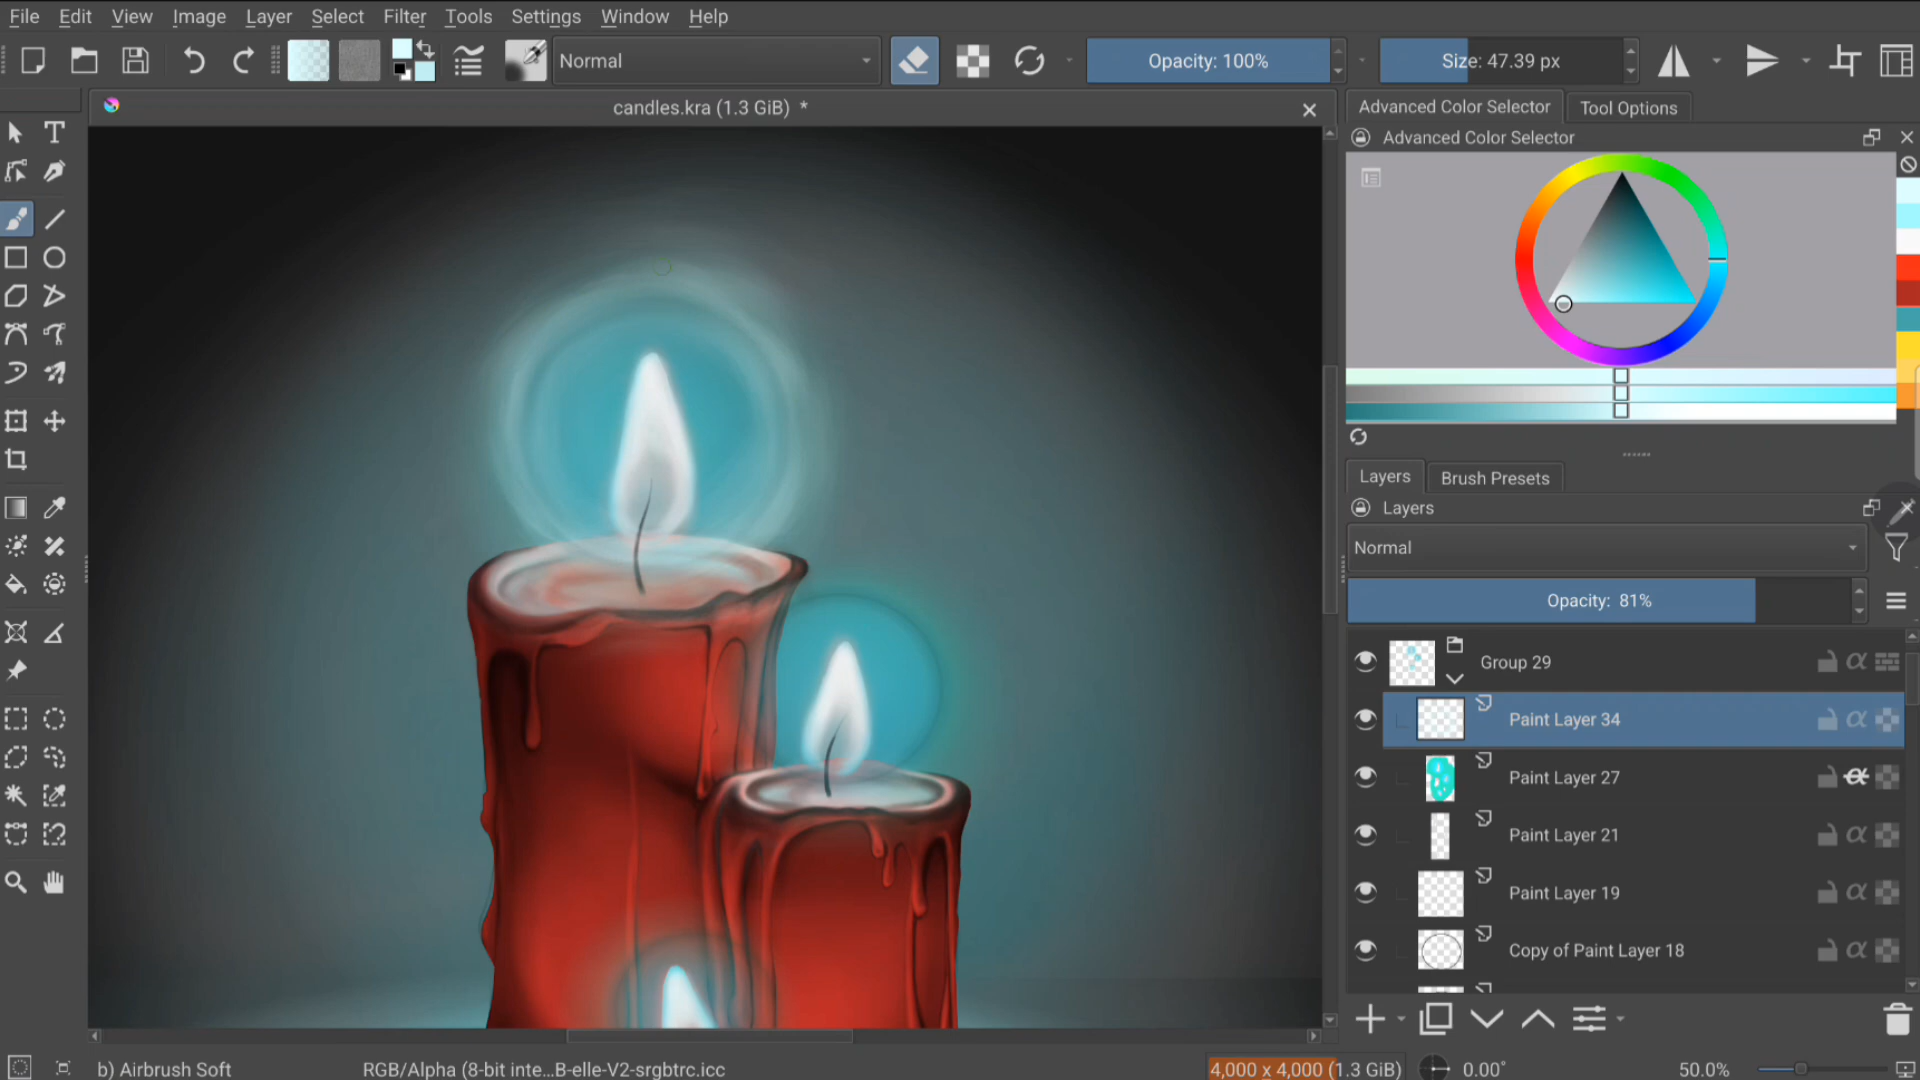 File Edit View Image Layer Select Filter Tools Settings Window Help
Normal Opacity: 100% Size: 47.39 px
candles.kra (1.3 GiB) *
Advanced Color Selector Tool Options
Advanced Color Selector
Layers Brush Presets
Layers
Normal
Opacity: 81%
Group 29
Paint Layer 34
Paint Layer 27
Paint Layer 21
Paint Layer 19
Copy of Paint Layer 18
b) Airbrush Soft RGB/Alpha (8-bit inte...B-elle-V2-srgbtrc.icc 4,000 x 4,000 (1.3 GiB) 0.00° 50.0%